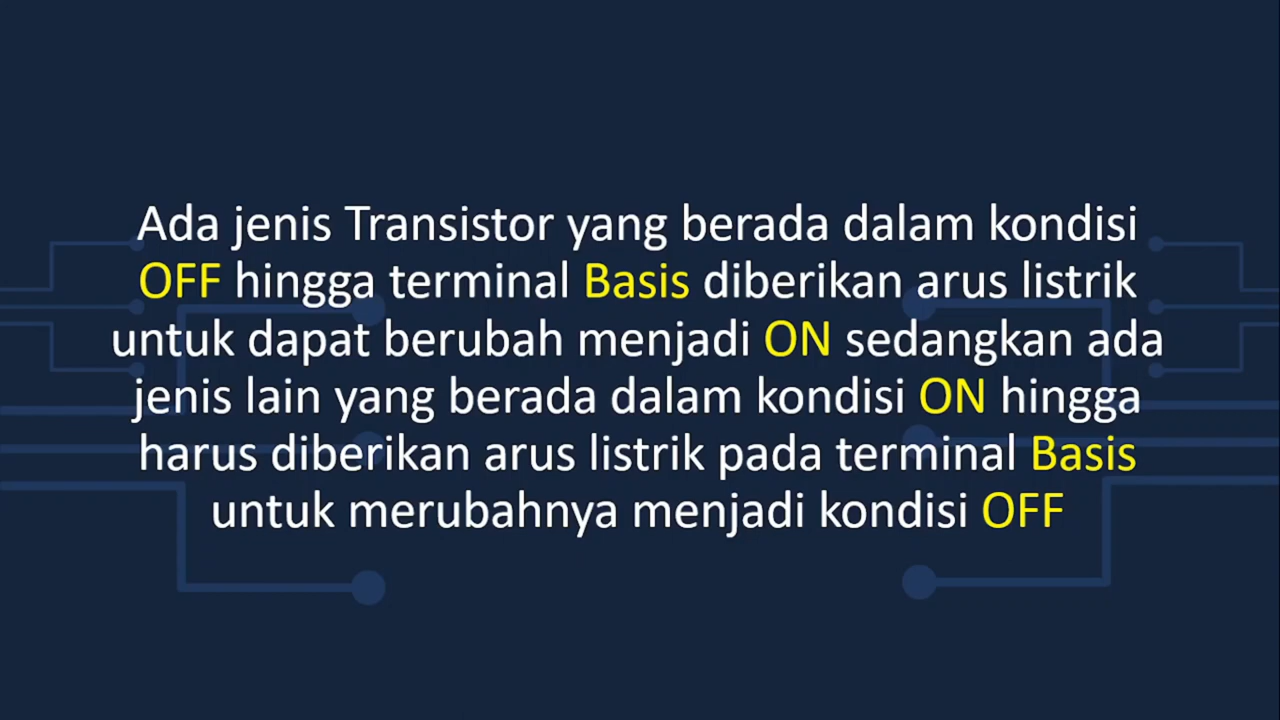 Ada jenis Transistor yang berada dalam kondisi
OFF hingga terminal Basis diberikan arus listrik
untuk dapat berubah menjadi ON sedangkan ada
jenis lain yang berada dalam kondisi ON hingga
harus diberikan arus listrik pada terminal Basis
untuk merubahnya menjadi kondisi OFF